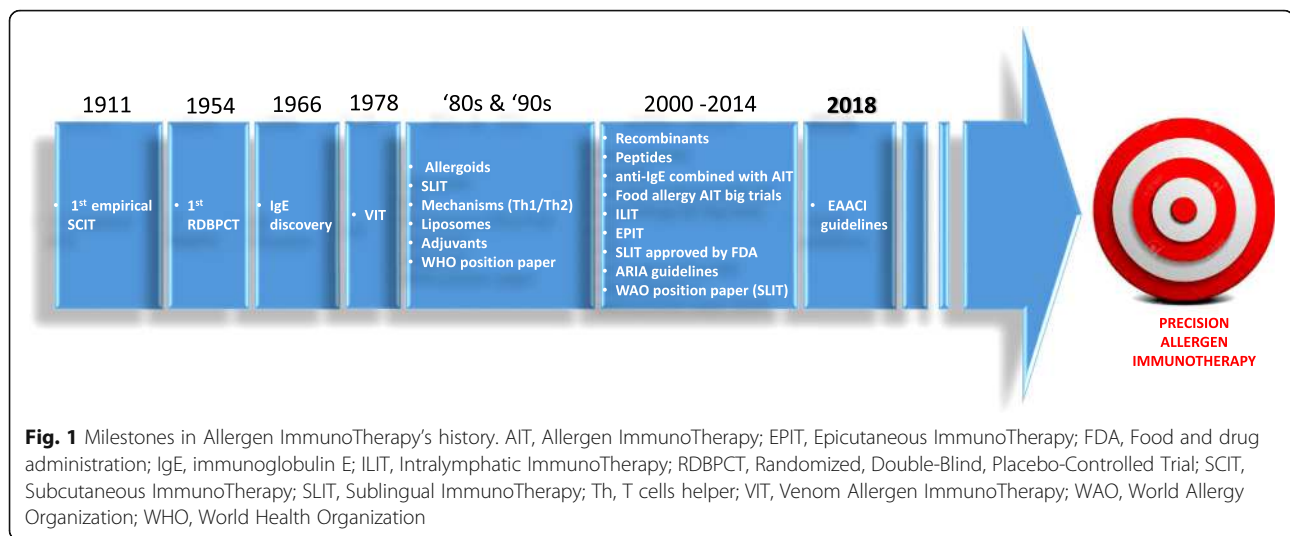 1911
1954
1966
1978
‘80s & ‘90s
2000 -2014
2018
• 1st empirical
SCIT
• 1st
RDBPCT
• IgE
discovery
• VIT
• Allergoids
• SLIT
• Mechanisms (Th1/Th2)
• Liposomes
• Adjuvants
• WHO position paper
• Recombinants
• Peptides
• anti-IgE combined with AIT
• Food allergy AIT big trials
• ILIT
• EPIT
• SLIT approved by FDA
• ARIA guidelines
• WAO position paper (SLIT)
• EAACI
guidelines
PRECISION
ALLERGEN
IMMUNOTHERAPY
Fig. 1 Milestones in Allergen ImmunoTherapy’s history. AIT, Allergen ImmunoTherapy; EPIT, Epicutaneous ImmunoTherapy; FDA, Food and drug
administration; IgE, immunoglobulin E; ILIT, Intralymphatic ImmunoTherapy; RDBPCT, Randomized, Double-Blind, Placebo-Controlled Trial; SCIT,
Subcutaneous ImmunoTherapy; SLIT, Sublingual ImmunoTherapy; Th, T cells helper; VIT, Venom Allergen ImmunoTherapy; WAO, World Allergy
Organization; WHO, World Health Organization